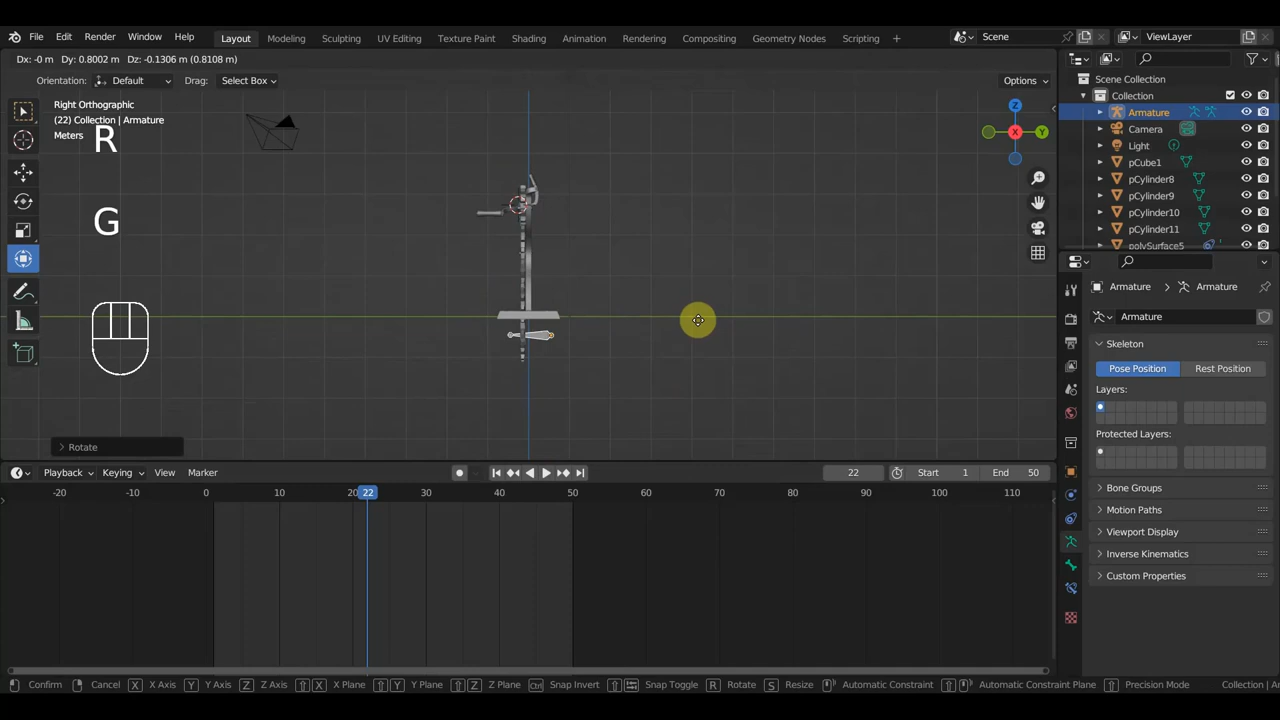 File Edit Render Window Help Layout Modeling Sculpting UV Editing Texture Paint Shading Animation Rendering Compositing Geometry Nodes Scripting + Scene ViewLayer
Dx: -0 m Dy: 0.8002 m Dz: -0.1306 m (0.8108 m)
Orientation: Default Drag: Select Box Options
Right Orthographic
(22) Collection | Armature
Meters
R
G
Z
X
Y
Rotate
Scene Collection
Collection
Armature
Camera
Light
pCube1
pCylinder8
pCylinder9
pCylinder10
pCylinder11
polySurface5
Armature > Armature
Armature
Skeleton
Pose Position Rest Position
Layers:
Protected Layers:
Bone Groups
Motion Paths
Viewport Display
Inverse Kinematics
Custom Properties
Playback Keying View Marker 22 Start 1 End 50
-20 -10 0 10 20 22 30 40 50 60 70 80 90 100 110
Confirm Cancel X X Axis Y Y Axis Z Z Axis X X Plane Y Y Plane Z Z Plane Ctrl Snap Invert Snap Toggle R Rotate S Resize Automatic Constraint Automatic Constraint Plane Precision Mode Collection | Ar